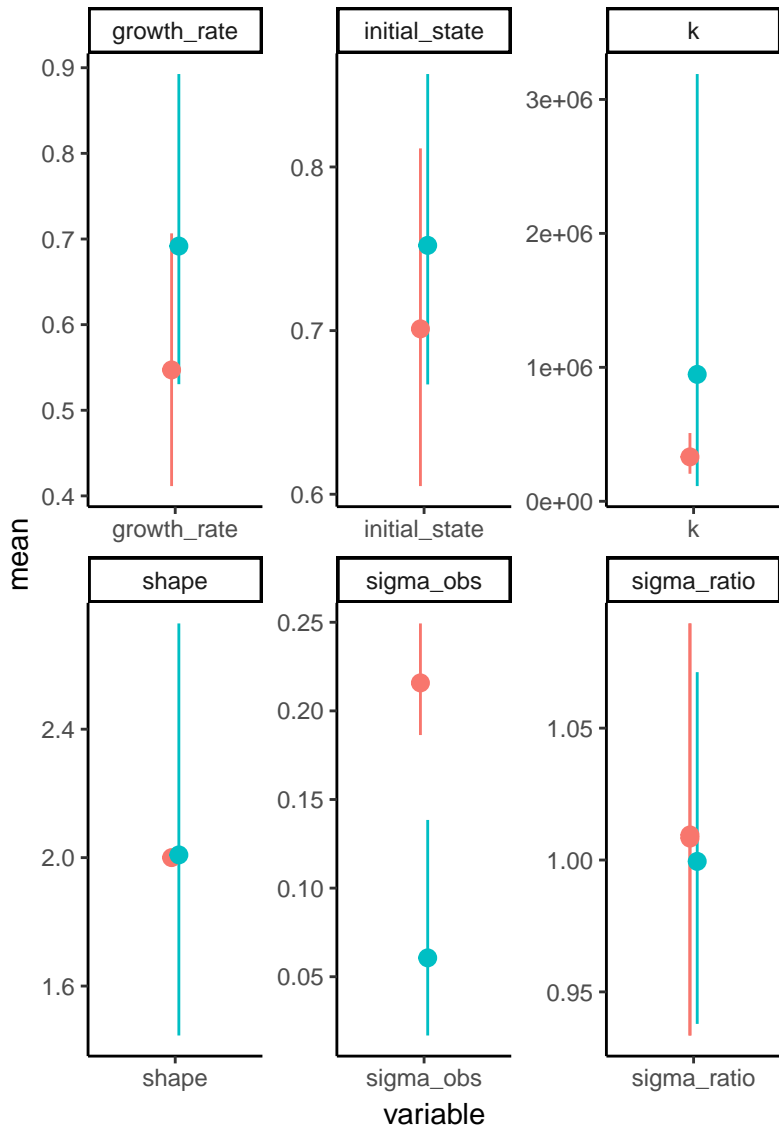 growth_rate
initial_state
k
0.9
0.8
0.7
0.6
0.5
0.4
0.8
0.7
0.6
3e+06
2e+06
1e+06
0e+00
growth_rate
initial_state
k
mean
shape
sigma_obs
sigma_ratio
2.4
2.0
1.6
0.25
0.20
0.15
0.10
0.05
1.05
1.00
0.95
shape
sigma_obs
sigma_ratio
variable